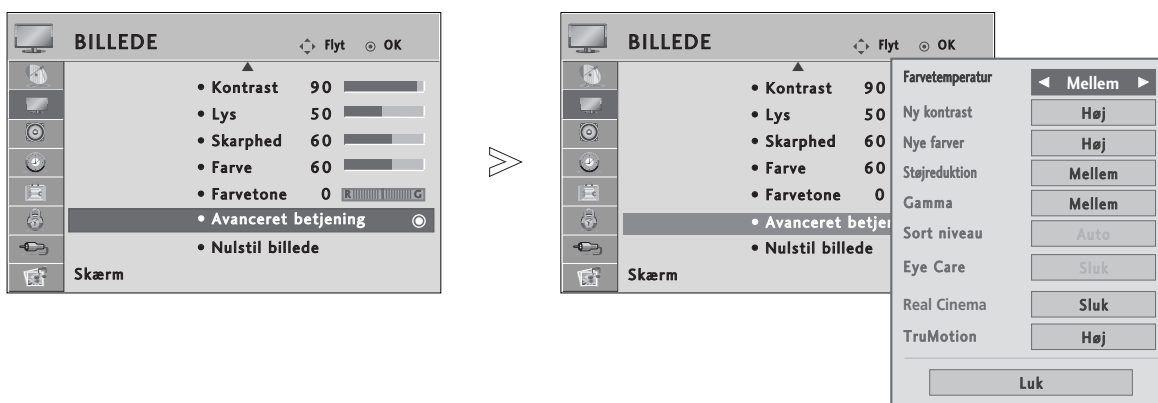 BILLEDE
Flyt OK
• Kontrast 90
• Lys 50
• Skarphed 60
• Farve 60
• Farvetone 0 R G
• Avanceret betjening
• Nulstil billede
Skærm
BILLEDE
Flyt OK
• Kontrast 90
• Lys 50
• Skarphed 60
• Farve 60
• Farvetone 0
• Avanceret betjer
• Nulstil billede
Skærm
Farvetemperatur Mellem
Ny kontrast Høj
Nye farver Høj
Støjreduktion Mellem
Gamma Mellem
Sort niveau Auto
Eye Care Sluk
Real Cinema Sluk
TruMotion Høj
Luk